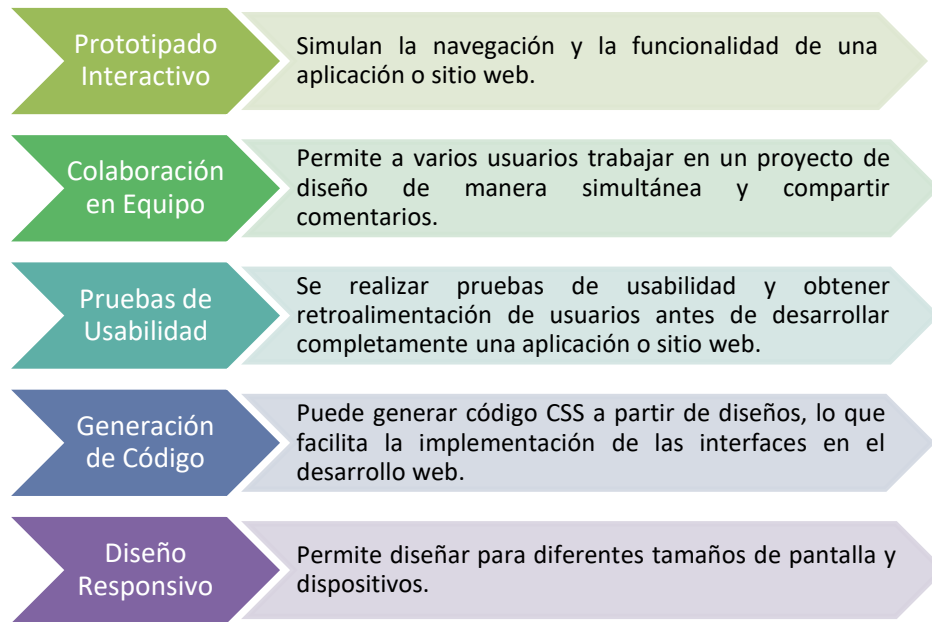 Prototipado
Interactivo
Simulan la navegación y la funcionalidad de una
aplicación o sitio web.
Colaboración
en Equipo
Permite a varios usuarios trabajar en un proyecto de
diseño de manera simultánea y compartir
comentarios.
Pruebas de
Usabilidad
Se realizar pruebas de usabilidad y obtener
retroalimentación de usuarios antes de desarrollar
completamente una aplicación o sitio web.
Generación
de Código
Puede generar código CSS a partir de diseños, lo que
facilita la implementación de las interfaces en el
desarrollo web.
Diseño
Responsivo
Permite diseñar para diferentes tamaños de pantalla y
dispositivos.